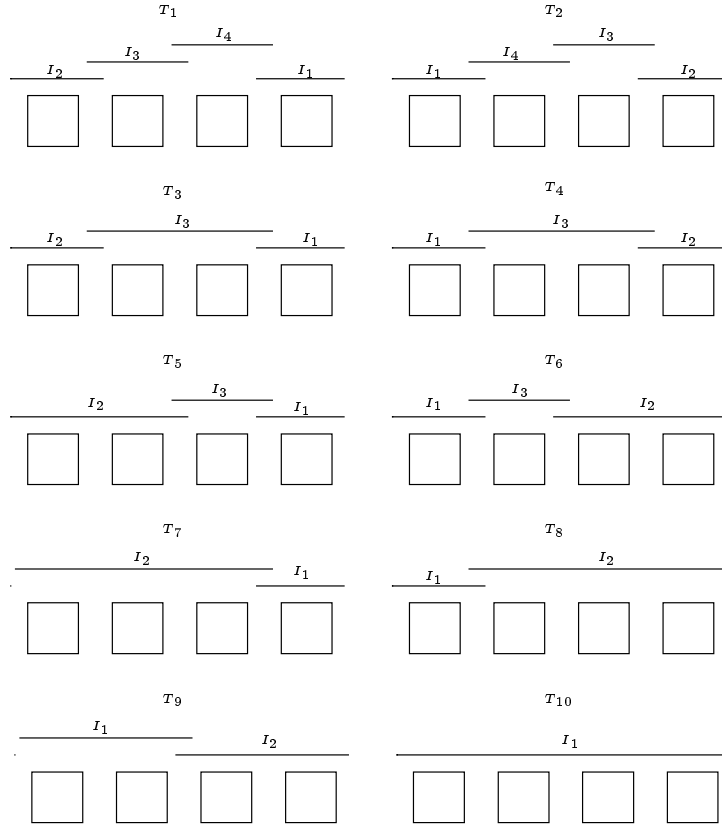 T₁ T₂
I₄ I₃
I₃ I₄
I₂ I₁ I₁ I₂
T₃ T₄
I₃ I₃
I₂ I₁ I₁ I₂
T₅ T₆
I₃ I₃
I₂ I₁ I₁ I₂
T₇ T₈
I₂ I₂
I₁ I₁
T₉ T₁₀
I₁
I₂ I₁